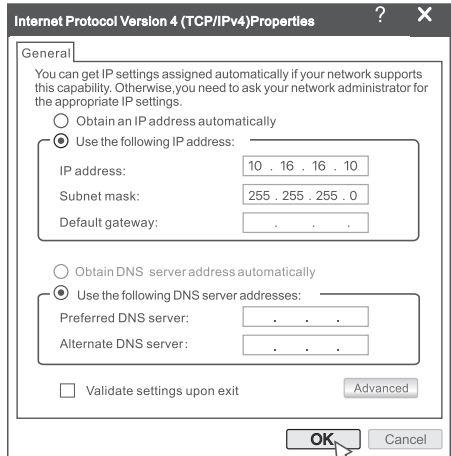 Internet Protocol Version 4 (TCP/IPv4)Properties ? X
General
You can get IP settings assigned automatically if your network supports
this capability. Otherwise,you need to ask your network administrator for
the appropriate IP settings.
Obtain an IP address automatically
Use the following IP address:
IP address: 10 . 16 . 16 . 10
Subnet mask: 255 . 255 . 255 . 0
Default gateway: . . .
Obtain DNS server address automatically
Use the following DNS server addresses:
Preferred DNS server: . . .
Alternate DNS server: . . .
Validate settings upon exit Advanced
OK Cancel